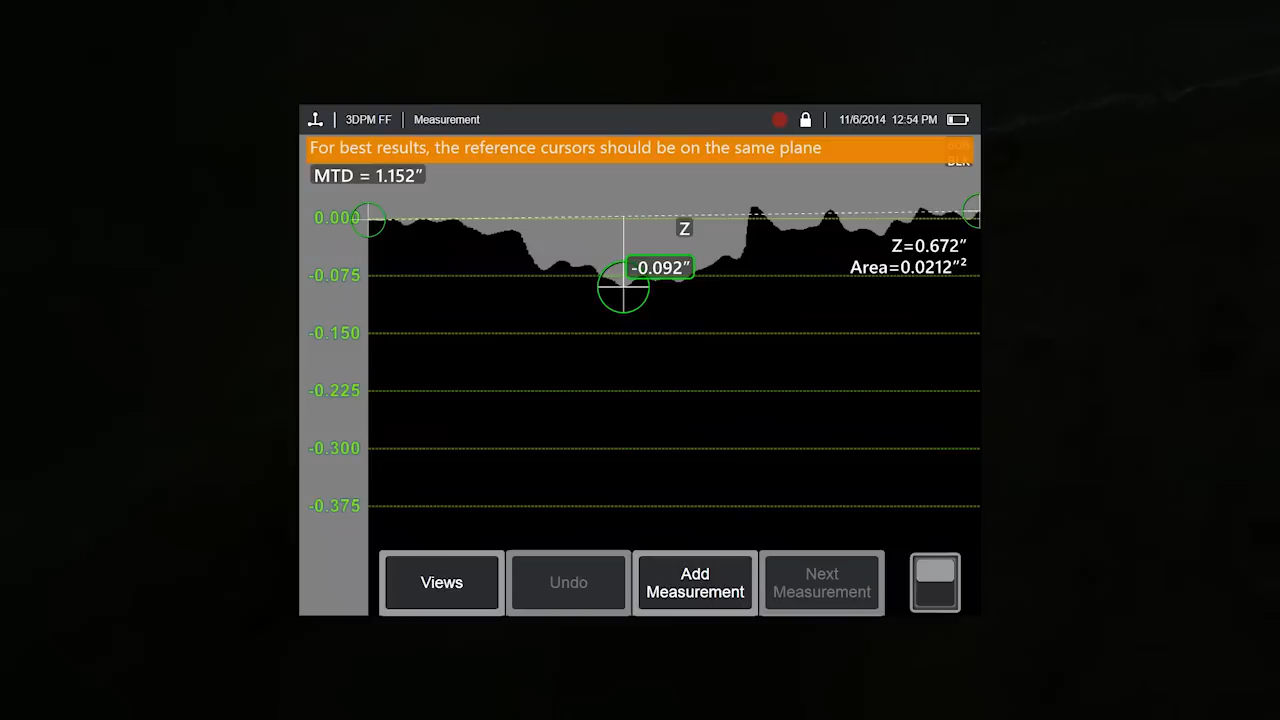 3DPM FF
Measurement
11/6/2014 12:54 PM
For best results, the reference cursors should be on the same plane
BLK
MTD = 1.152″
0.000
Z
Z=0.672″
-0.092″
Area=0.0212″²
-0.075
-0.150
-0.225
-0.300
-0.375
Views
Undo
Add
Measurement
Next
Measurement